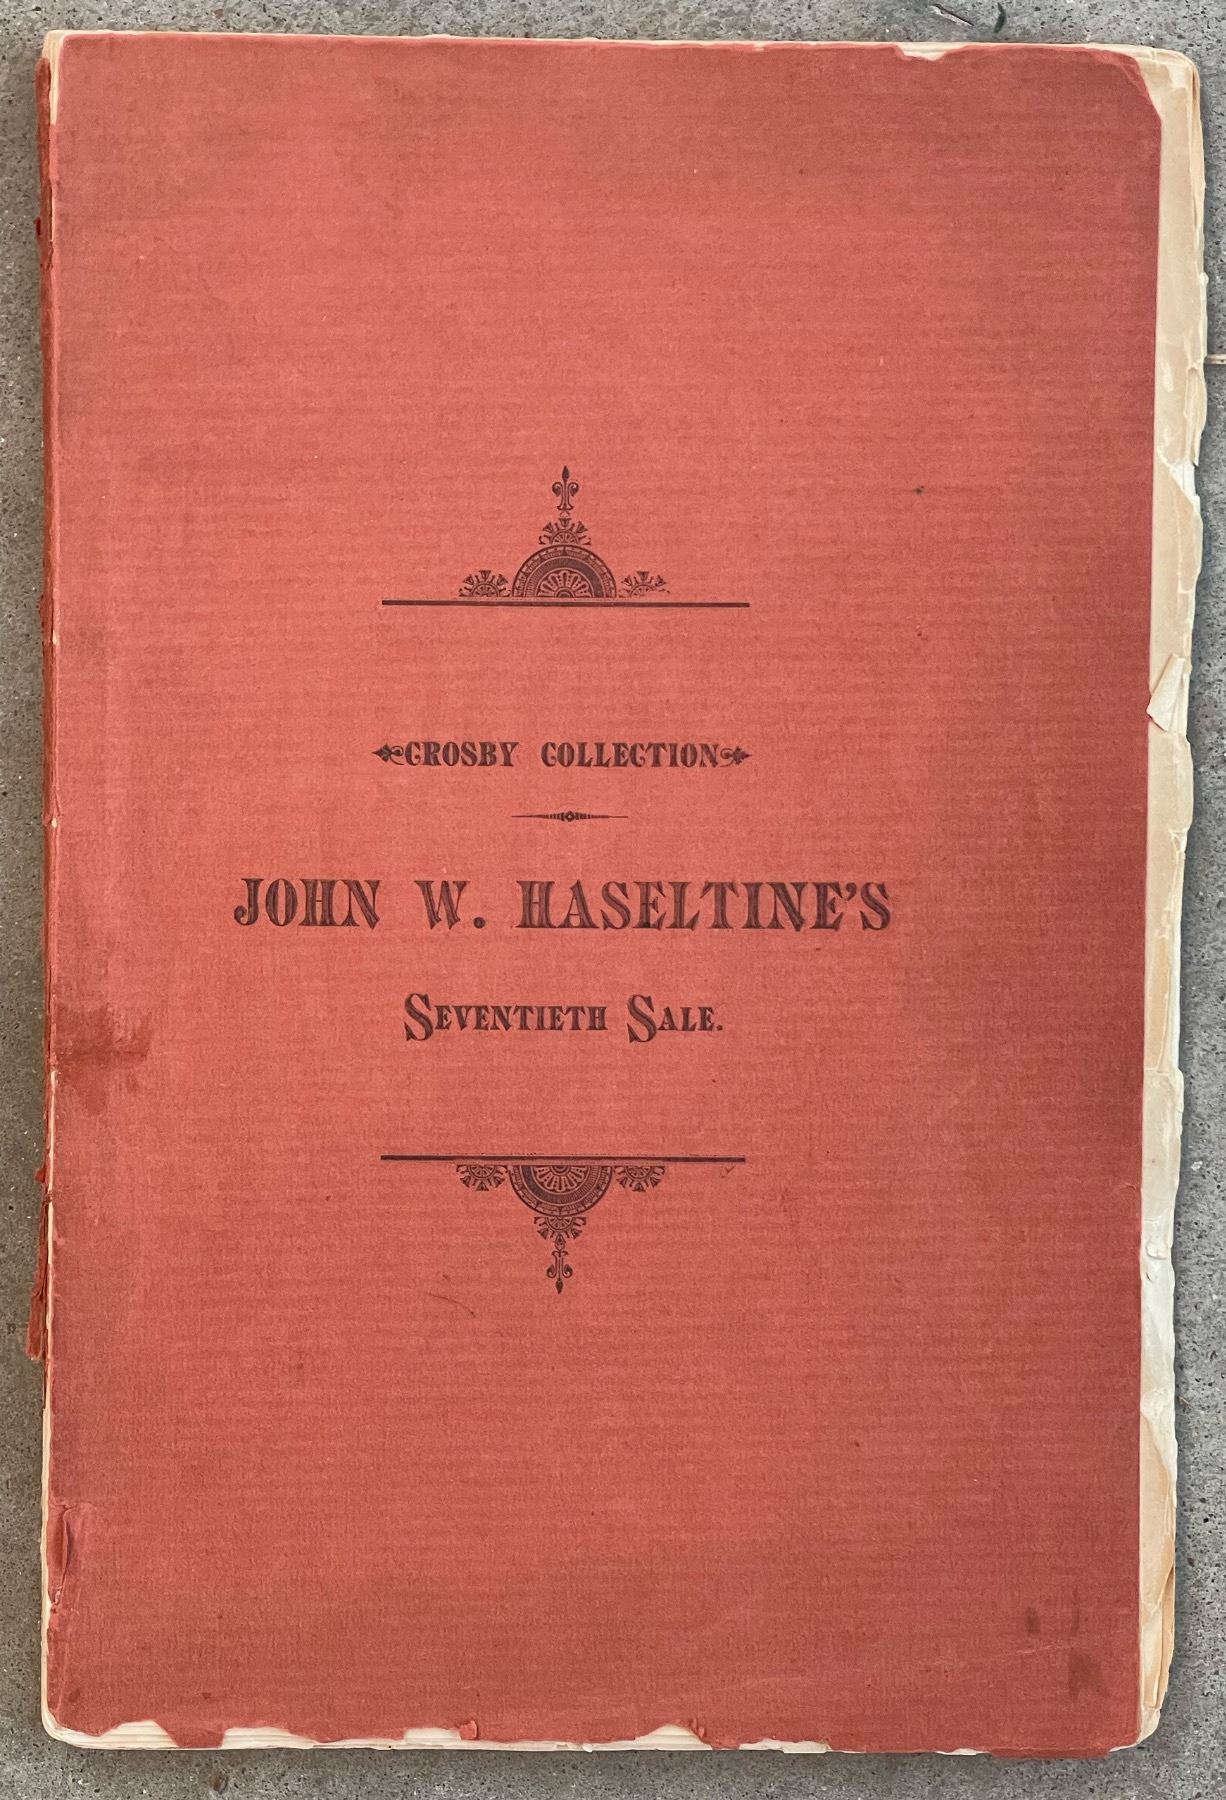 CROSBY COLLECTION
JOHN W. HASELTINE'S
SEVENTIETH SALE.